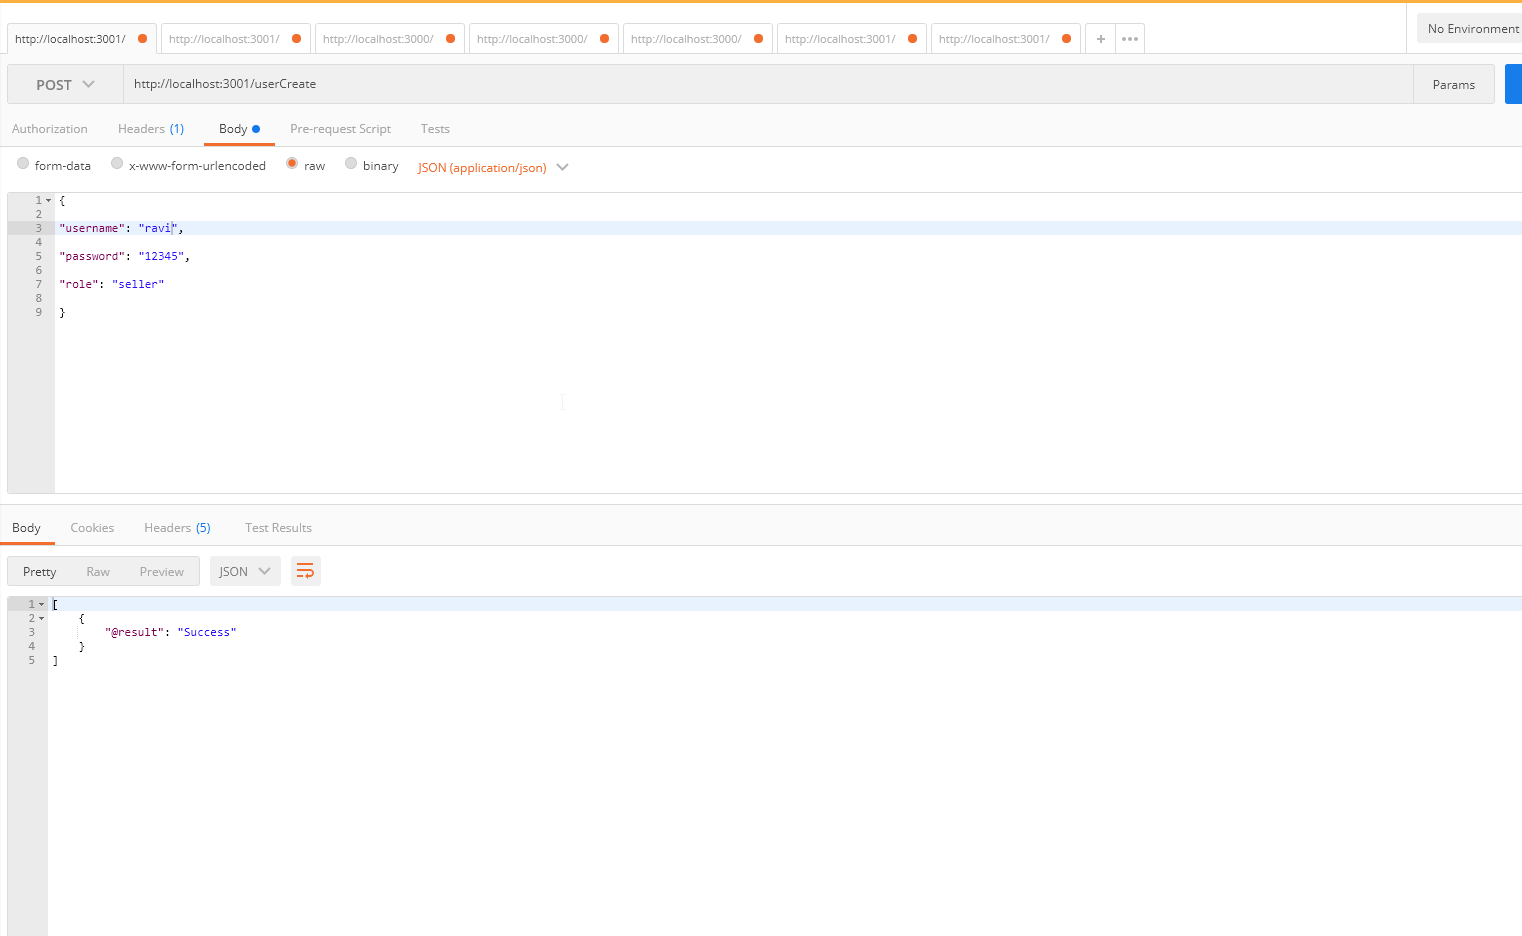 http://localhost:3001/ http://localhost:3001/ http://localhost:3000/ http://localhost:3000/ http://localhost:3000/ http://localhost:3001/ http://localhost:3001/ + ••• No Environment
POST http://localhost:3001/userCreate Params
Authorization Headers (1) Body Pre-request Script Tests
form-data x-www-form-urlencoded raw binary JSON (application/json)
1 {
2
3 "username": "ravi",
4
5 "password": "12345",
6
7 "role": "seller"
8
9 }
Body Cookies Headers (5) Test Results
Pretty Raw Preview JSON
1 [
2 {
3 "@result": "Success"
4 }
5 ]